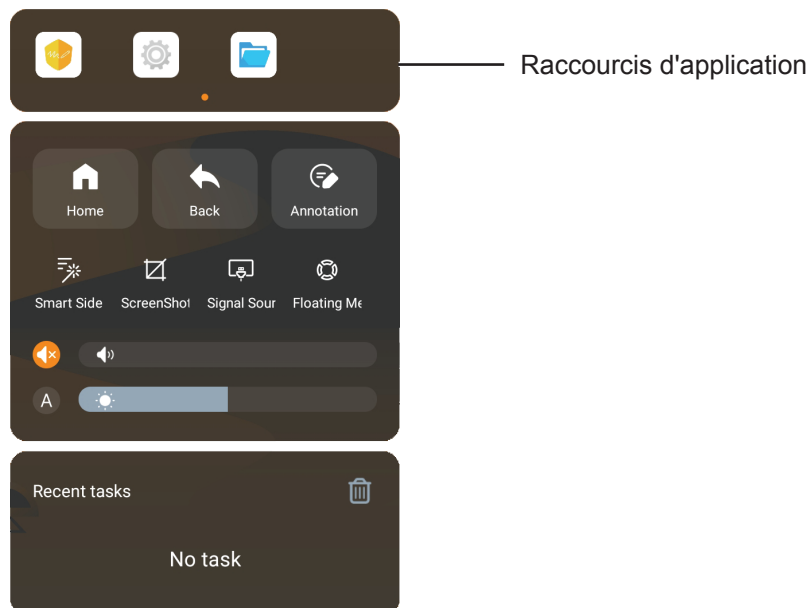 Raccourcis d'application
Home Back Annotation
Smart Side ScreenShot Signal Sour Floating Me
A
Recent tasks
No task